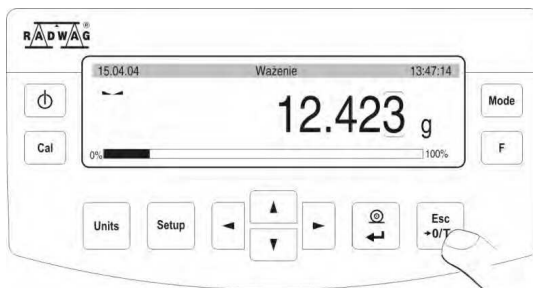 RADWAG®
15.04.04 Ważenie 13:47:14
12.423 g
0% 100%
Mode
Cal F
Units Setup Esc
→0/T